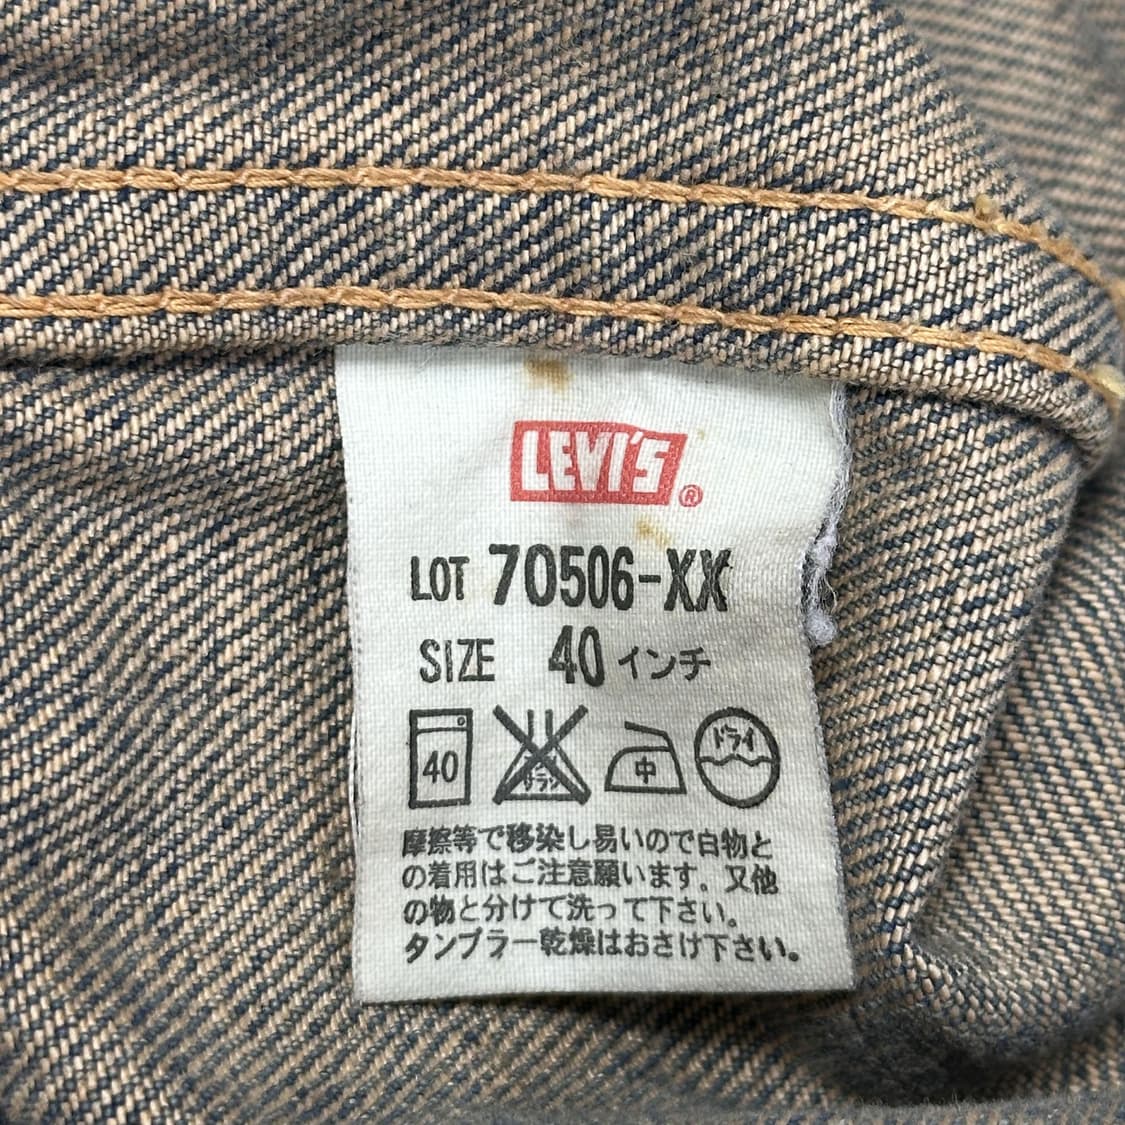 LEVI'S®
LOT 70506-XX
SIZE 40 インチ
40 中 ドライ
摩擦等で移染し易いので白物と
の着用はご注意願います。又他
の物と分けて洗って下さい。
タンブラー乾燥はおさけ下さい。